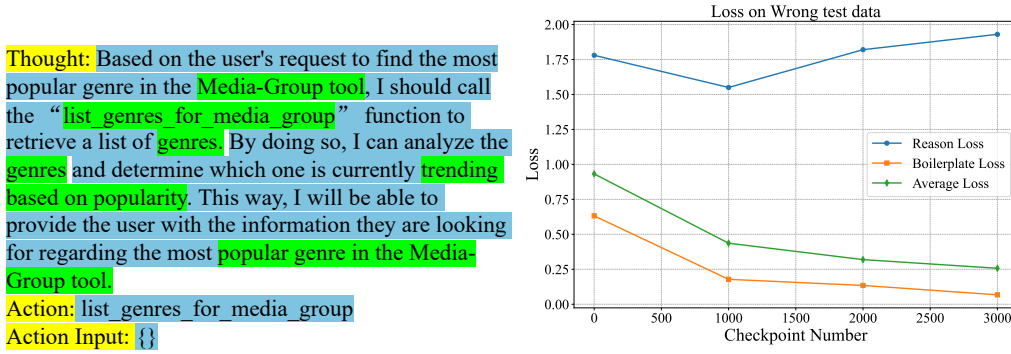 Thought: Based on the user's request to find the most
popular genre in the Media-Group tool, I should call
the “list_genres_for_media_group” function to
retrieve a list of genres. By doing so, I can analyze the
genres and determine which one is currently trending
based on popularity. This way, I will be able to
provide the user with the information they are looking
for regarding the most popular genre in the Media-
Group tool.
Action: list_genres_for_media_group
Action Input: {}
Loss on Wrong test data
2.00
1.75
1.50
1.25
1.00
0.75
0.50
0.25
0.00
Loss
Reason Loss
Boilerplate Loss
Average Loss
0 500 1000 1500 2000 2500 3000
Checkpoint Number